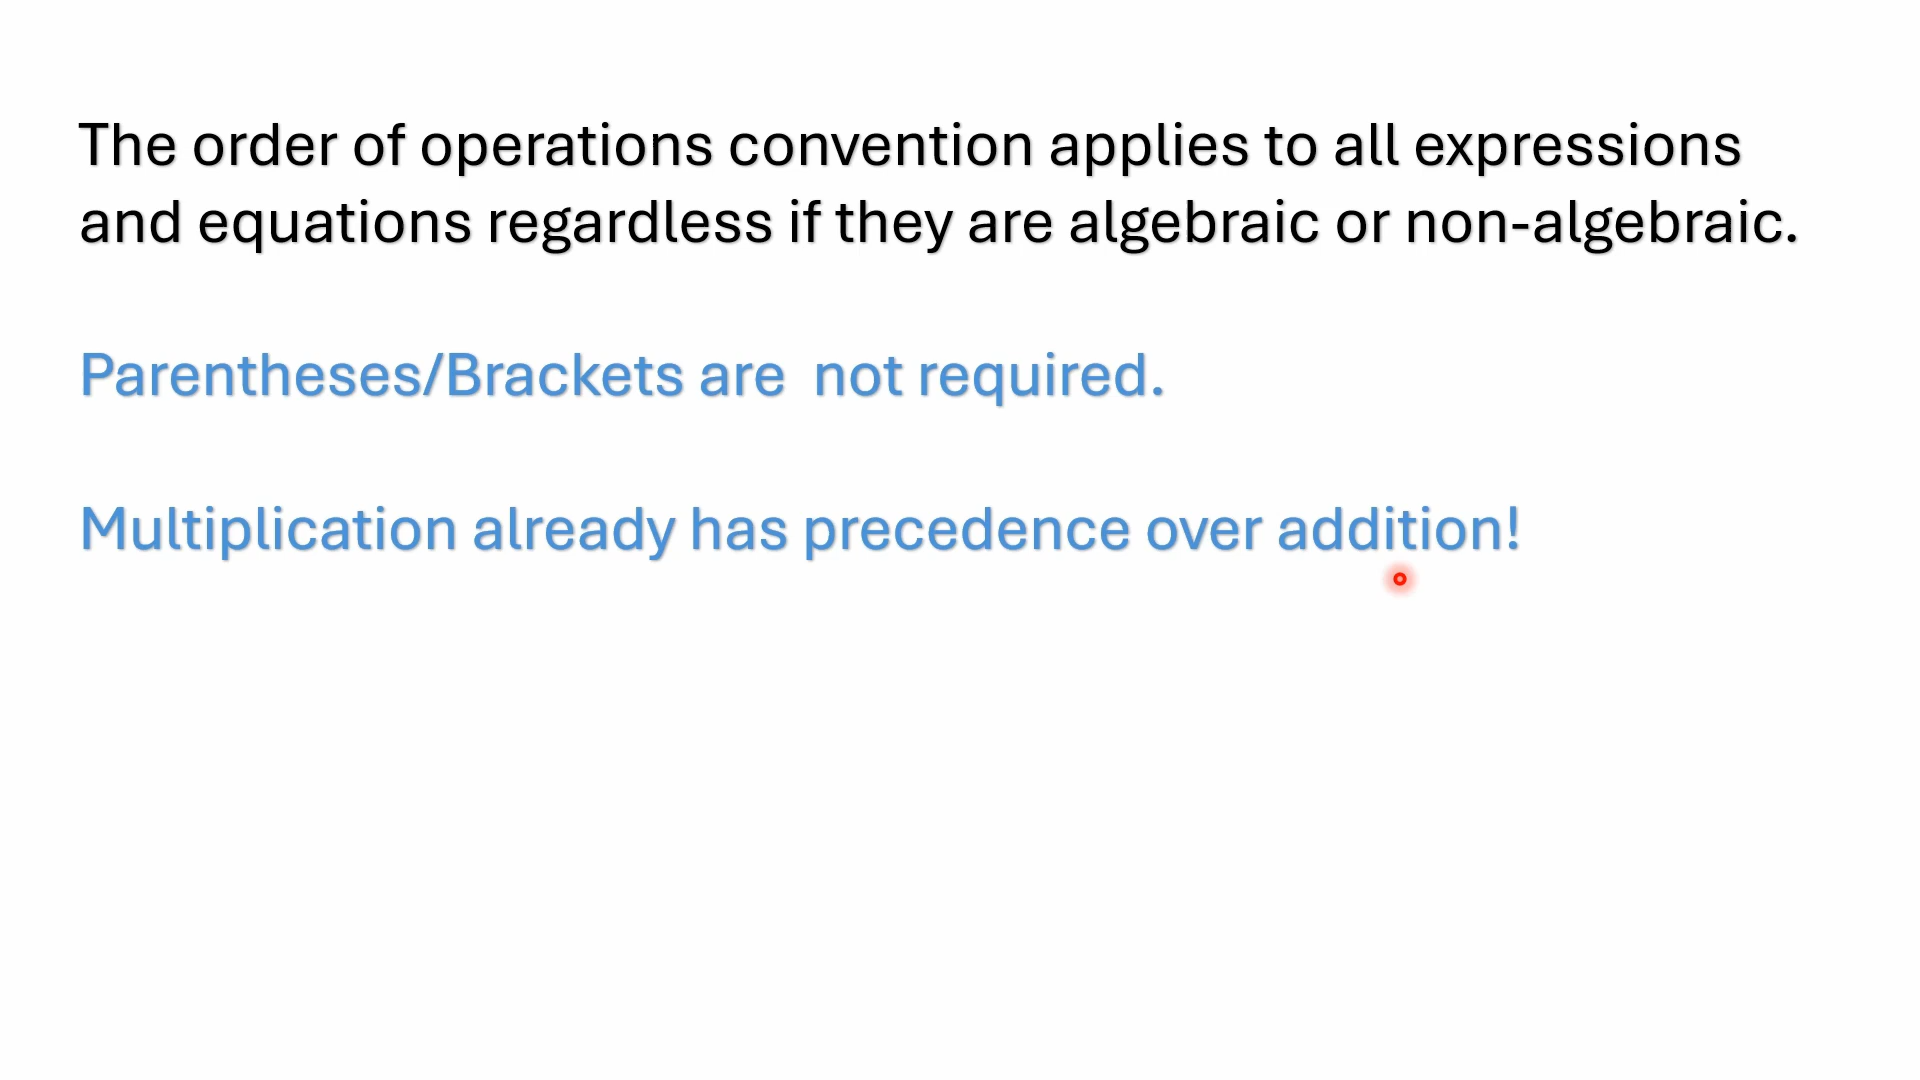 The order of operations convention applies to all expressions
and equations regardless if they are algebraic or non-algebraic.
Parentheses/Brackets are  not required.
Multiplication already has precedence over addition!